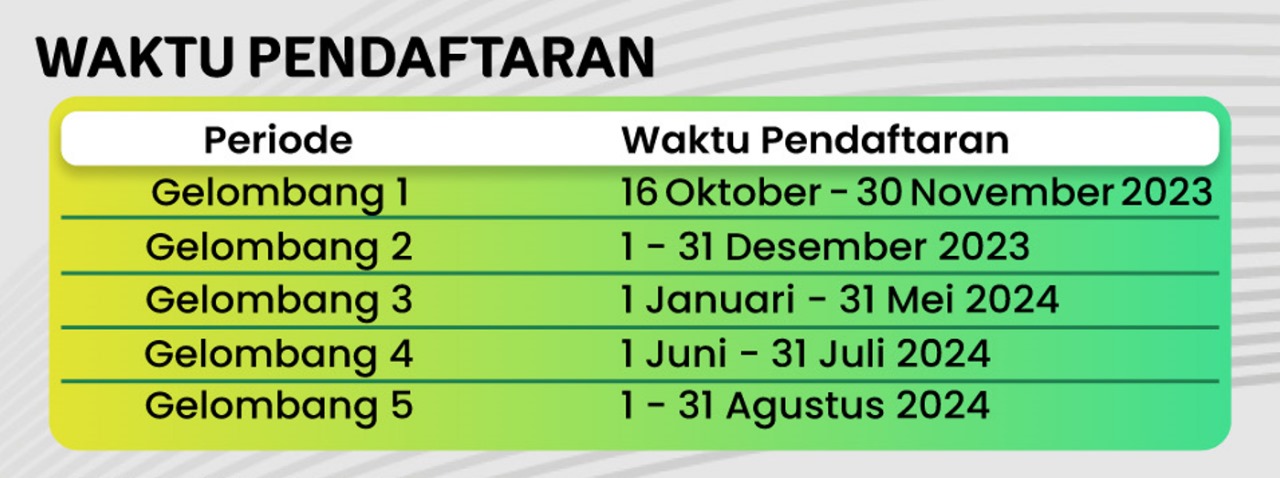 WAKTU PENDAFTARAN
Periode Waktu Pendaftaran
Gelombang 1 16 Oktober - 30 November 2023
Gelombang 2 1 - 31 Desember 2023
Gelombang 3 1 Januari - 31 Mei 2024
Gelombang 4 1 Juni - 31 Juli 2024
Gelombang 5 1 - 31 Agustus 2024